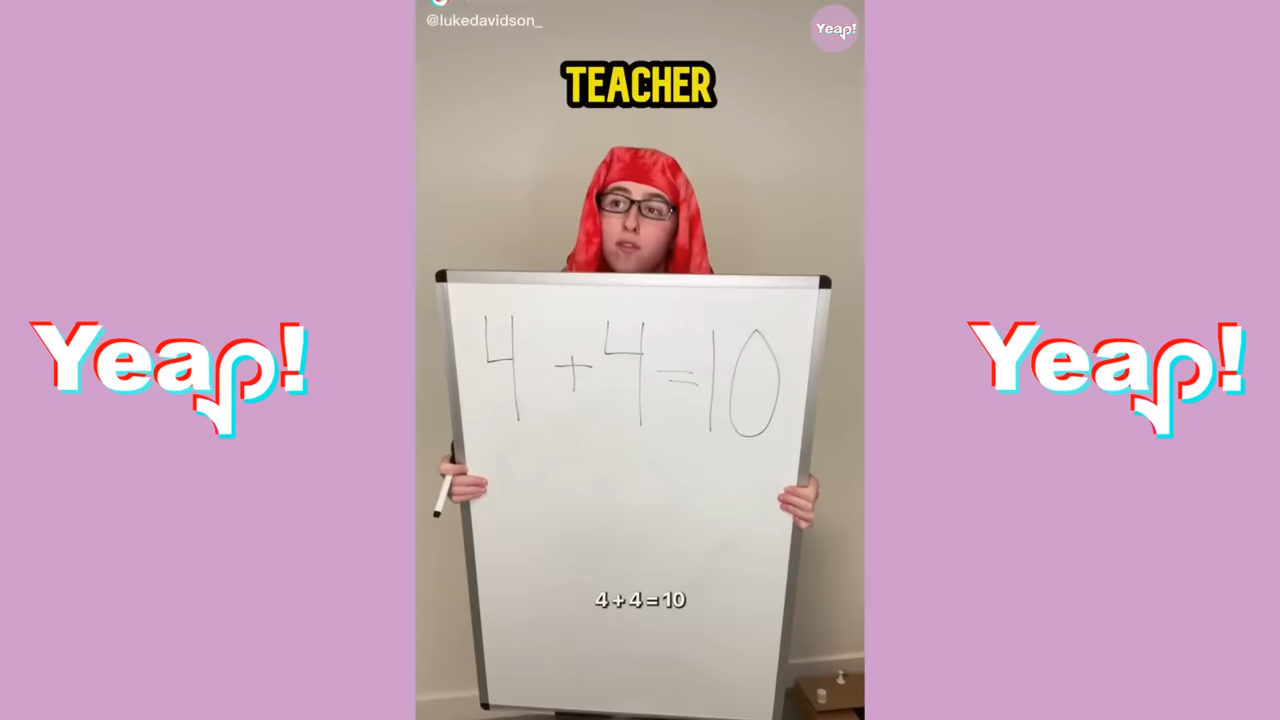 @lukedavidson_
Yeap!
TEACHER
4 + 4 = 10
Yeap!
Yeap!
4 + 4 = 10